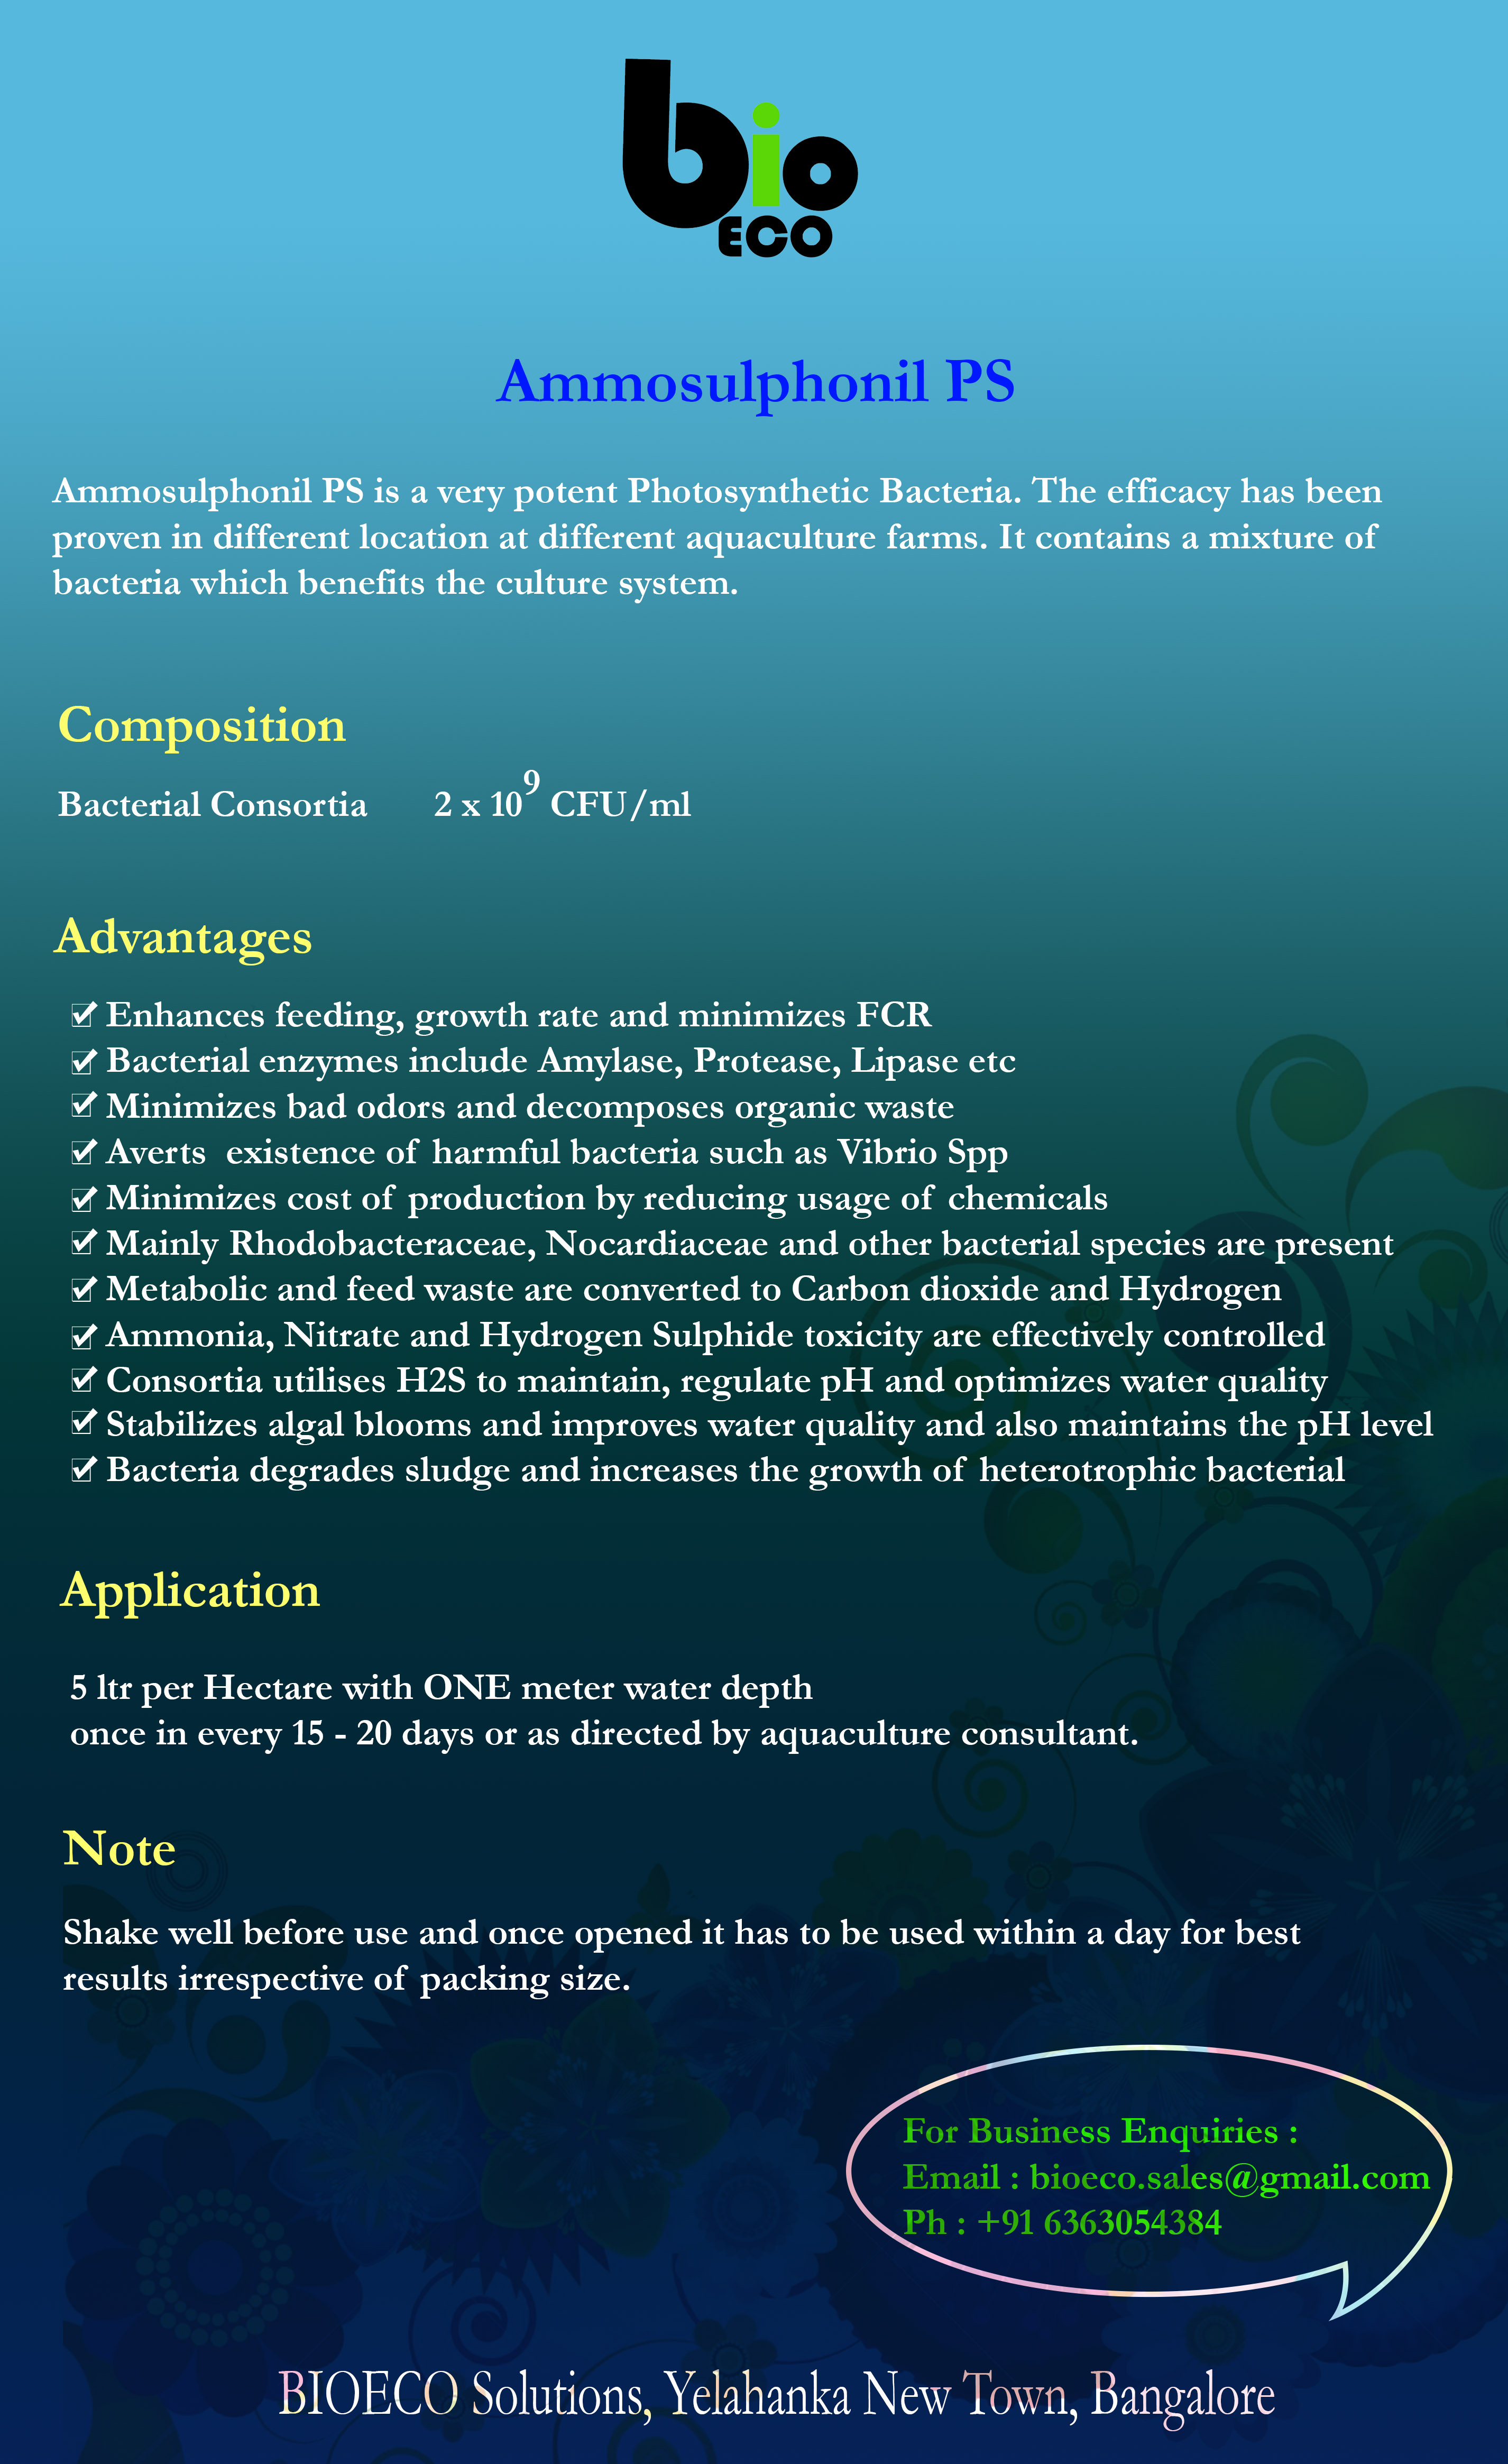 bio
ECO
Ammosulphonil PS
Ammosulphonil PS is a very potent Photosynthetic Bacteria. The efficacy has been
proven in different location at different aquaculture farms. It contains a mixture of
bacteria which benefits the culture system.
Composition
Bacterial Consortia 2 x 10⁹ CFU/ml
Advantages
Enhances feeding, growth rate and minimizes FCR
Bacterial enzymes include Amylase, Protease, Lipase etc
Minimizes bad odors and decomposes organic waste
Averts existence of harmful bacteria such as Vibrio Spp
Minimizes cost of production by reducing usage of chemicals
Mainly Rhodobacteraceae, Nocardiaceae and other bacterial species are present
Metabolic and feed waste are converted to Carbon dioxide and Hydrogen
Ammonia, Nitrate and Hydrogen Sulphide toxicity are effectively controlled
Consortia utilises H2S to maintain, regulate pH and optimizes water quality
Stabilizes algal blooms and improves water quality and also maintains the pH level
Bacteria degrades sludge and increases the growth of heterotrophic bacterial
Application
5 ltr per Hectare with ONE meter water depth
once in every 15 - 20 days or as directed by aquaculture consultant.
Note
Shake well before use and once opened it has to be used within a day for best
results irrespective of packing size.
For Business Enquiries :
Email : bioeco.sales@gmail.com
Ph : +91 6363054384
BIOECO Solutions, Yelahanka New Town, Bangalore